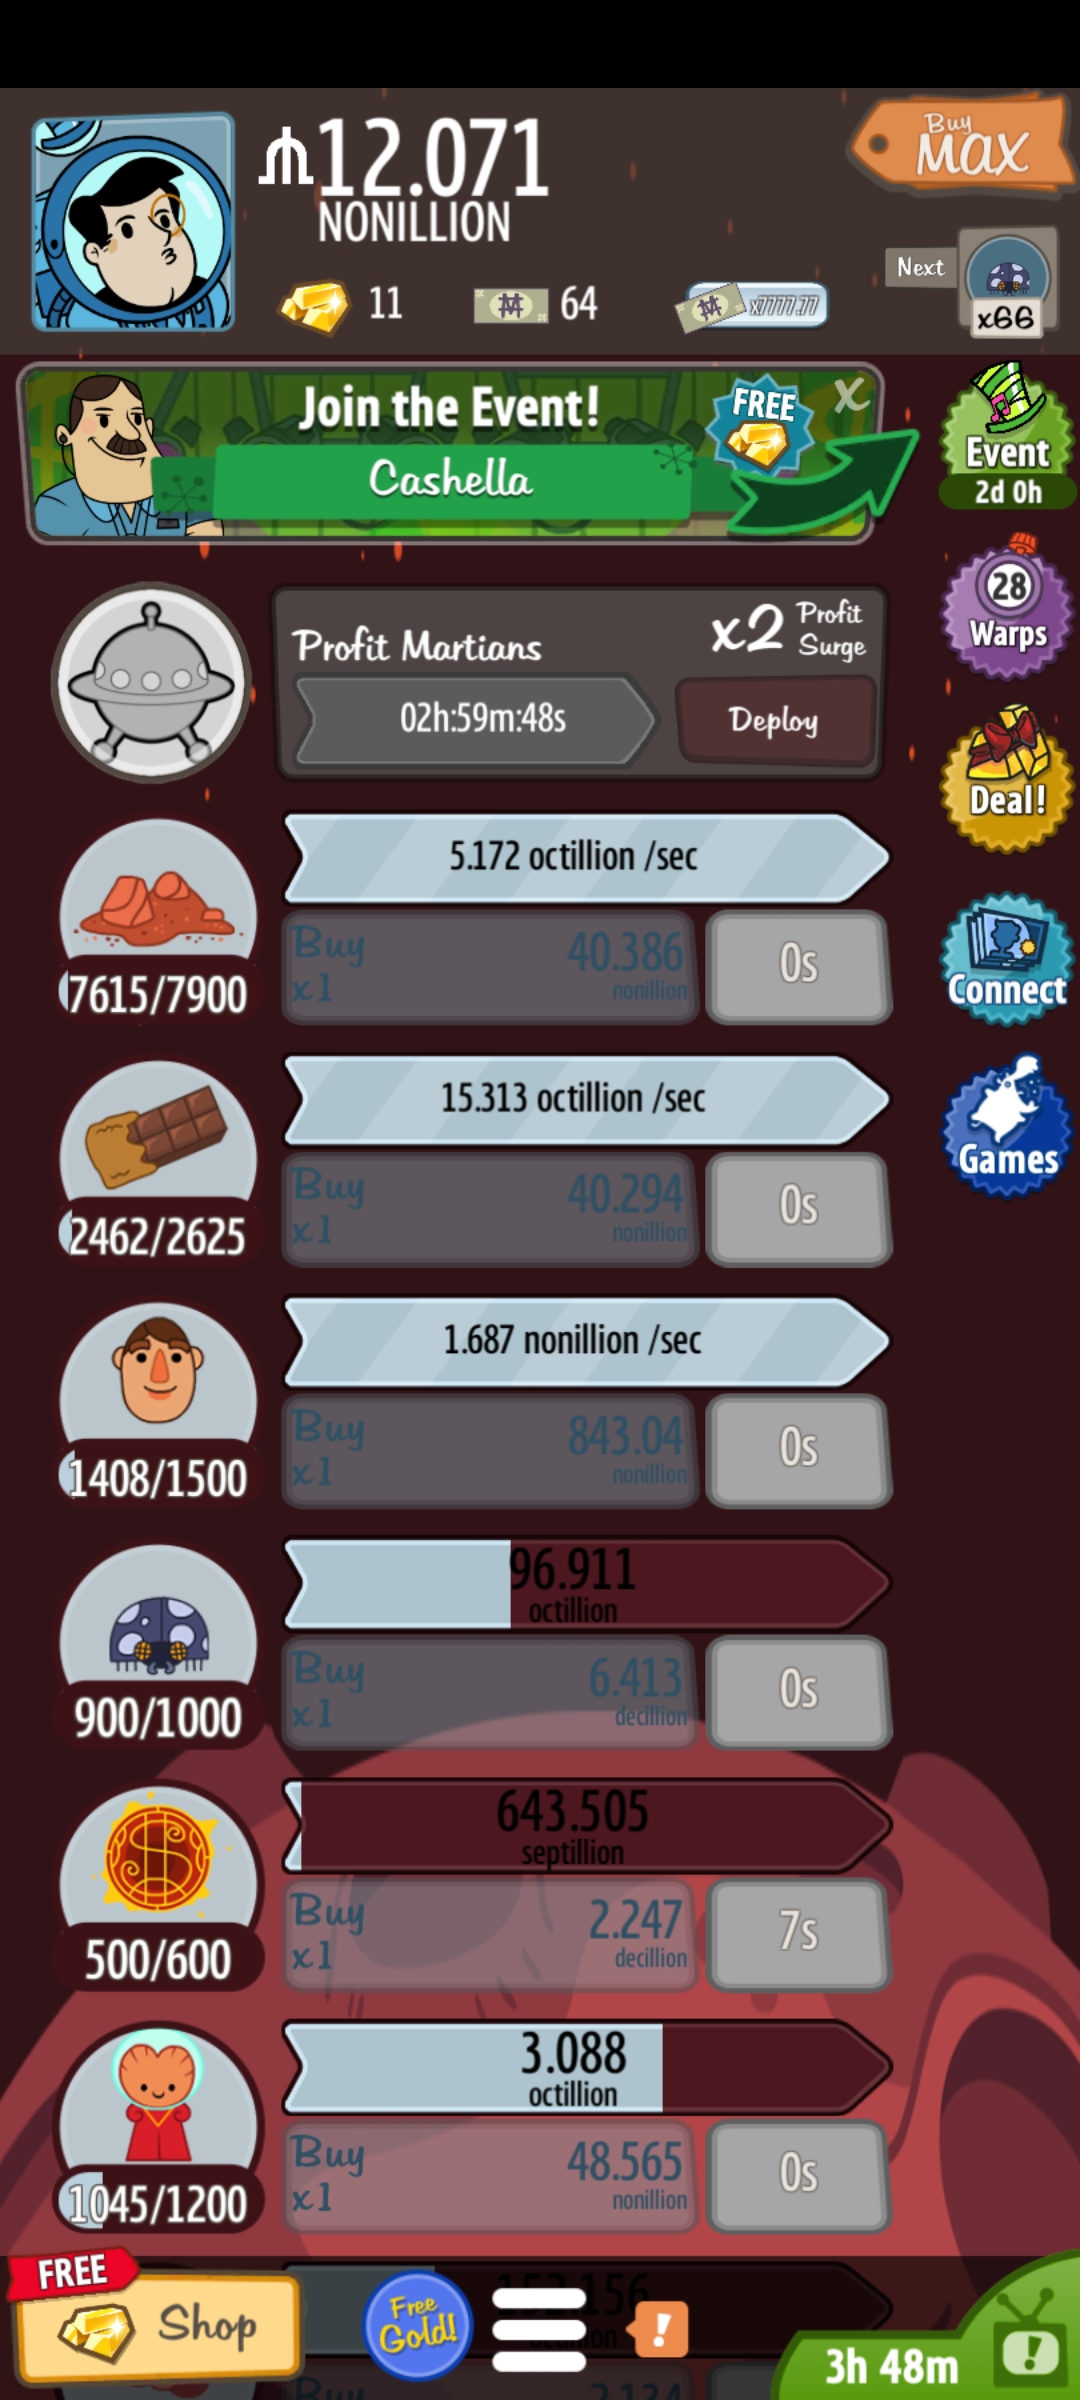 ₼12.071
NONILLION
Buy
MAX
11
64
x7777.77
Next
x66
Join the Event!
Cashella
FREE
X
Event
2d 0h
28
Warps
Profit Martians
x2 Profit Surge
02h:59m:48s
Deploy
Deal!
5.172 octillion /sec
Buy x1
40.386
nonillion
0s
7615/7900
Connect
15.313 octillion /sec
Buy x1
40.294
nonillion
0s
2462/2625
Games
1.687 nonillion /sec
Buy x1
843.04
nonillion
0s
1408/1500
96.911
octillion
Buy x1
6.413
decillion
0s
900/1000
643.505
septillion
Buy x1
2.247
decillion
7s
500/600
3.088
octillion
Buy x1
48.565
nonillion
0s
1045/1200
FREE
Shop
Free Gold!
!
3h 48m
!
Buy
2.134